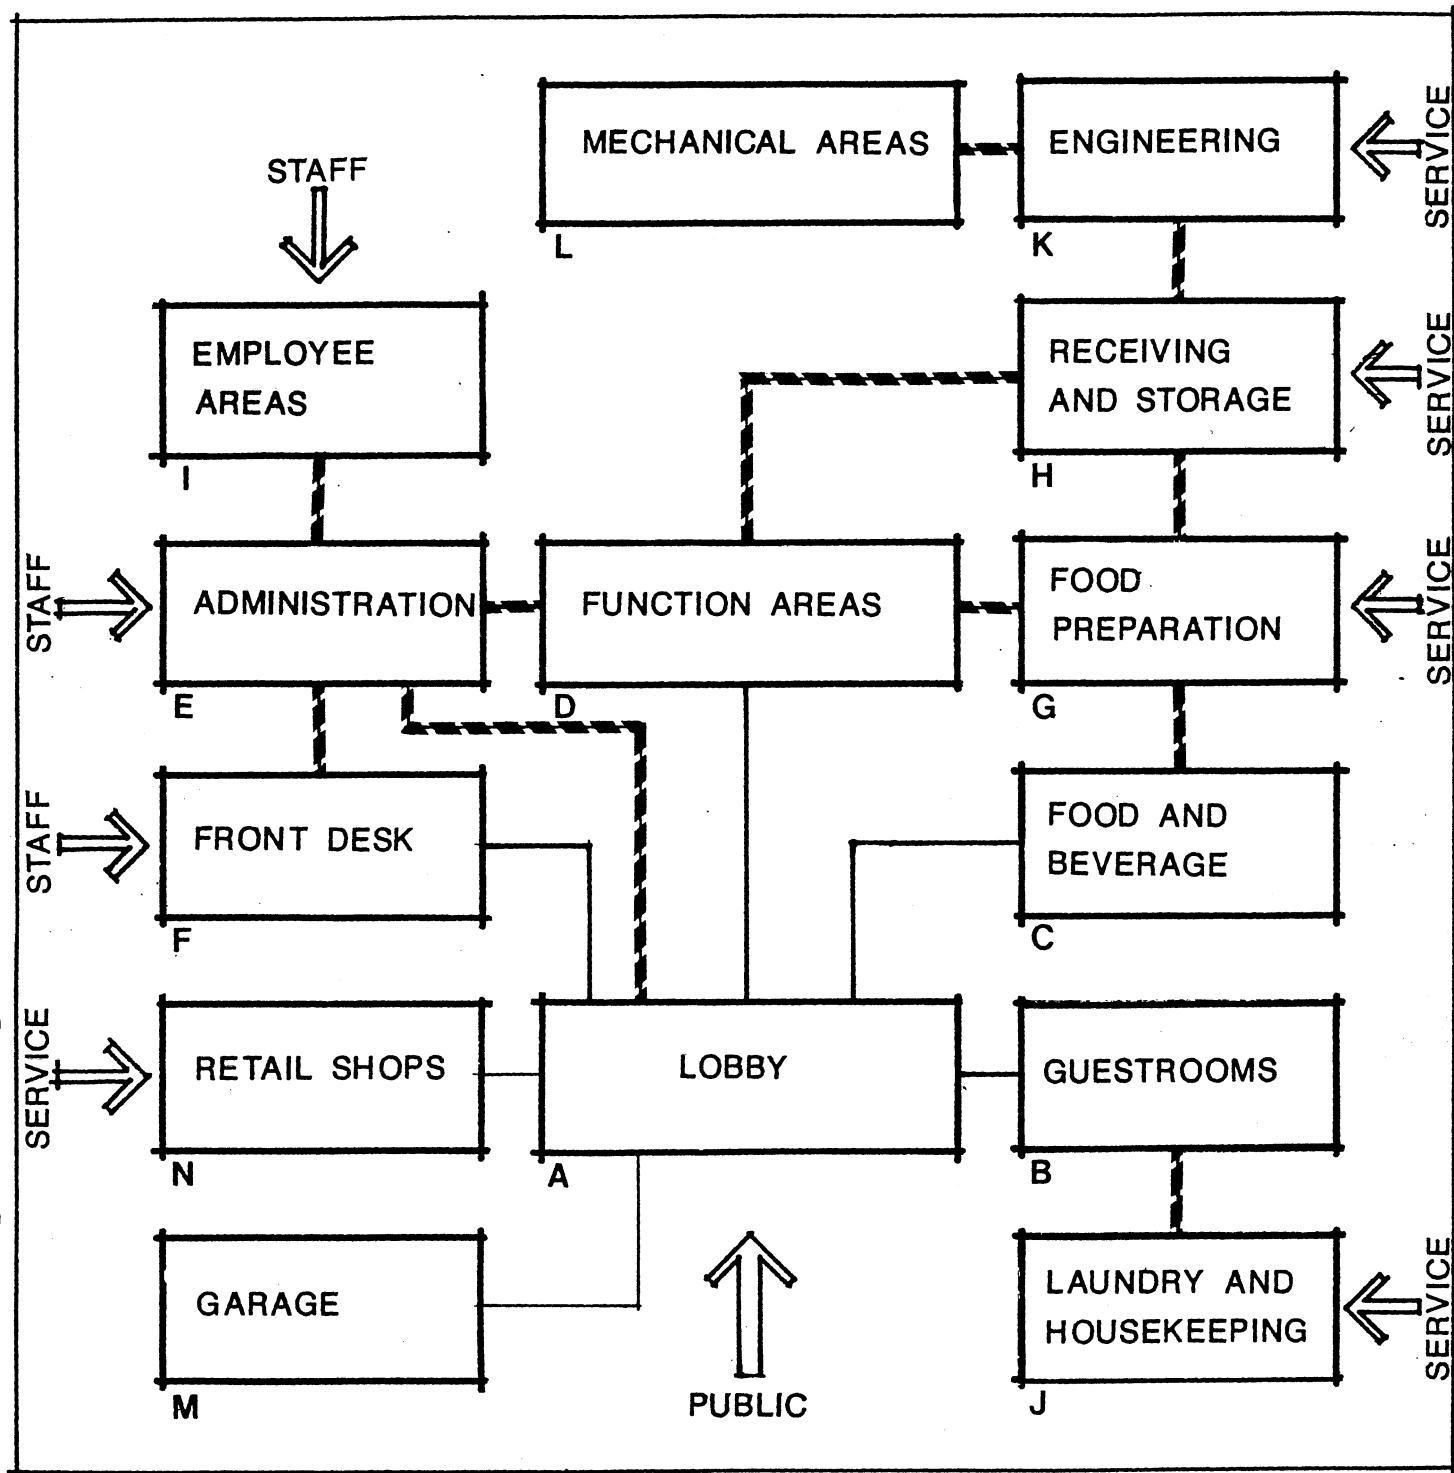 MECHANICAL AREAS
L
ENGINEERING
K
SERVICE
STAFF
EMPLOYEE
AREAS
I
RECEIVING
AND STORAGE
H
SERVICE
STAFF
ADMINISTRATION
E
FUNCTION AREAS
D
FOOD
PREPARATION
G
SERVICE
STAFF
FRONT DESK
F
FOOD AND
BEVERAGE
C
SERVICE
RETAIL SHOPS
N
LOBBY
A
GUESTROOMS
B
GARAGE
M
PUBLIC
LAUNDRY AND
HOUSEKEEPING
J
SERVICE